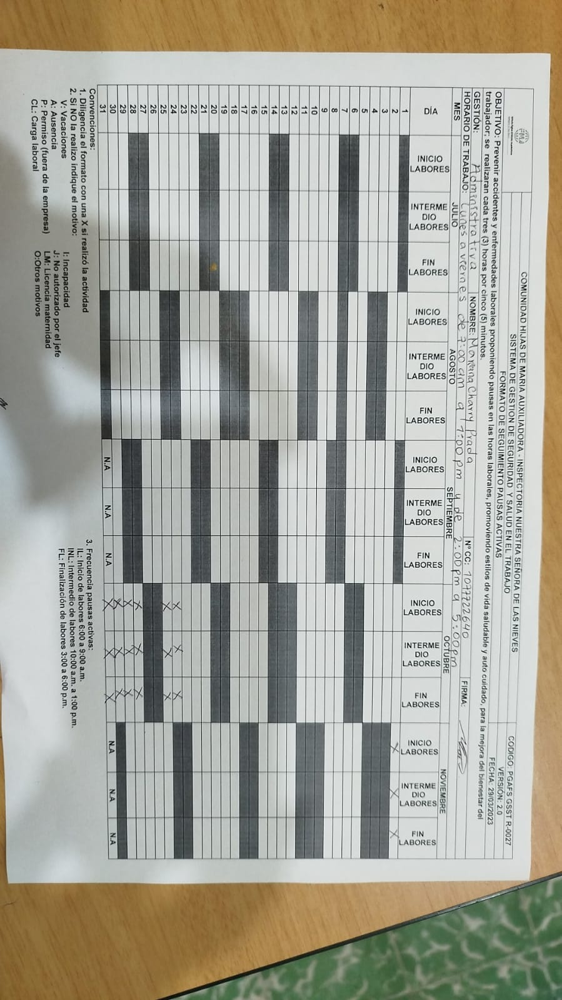 COMUNIDAD HIJAS DE MARIA AUXILIADORA - INSPECTORIA NUESTRA SEÑORA DE LAS NIEVES
SISTEMA DE GESTION DE SEGURIDAD Y SALUD EN EL TRABAJO
FORMATO DE SEGUIMIENTO PAUSAS ACTIVAS
CODIGO: PGAFS GSST R-0027
VERSIÓN: 2.0
FECHA: 29/03/2023
OBJETIVO: Prevenir accidentes y enfermedades laborales proponiendo pausas en las horas laborales, promoviendo estilos de vida saludable y auto cuidado, para la mejora del bienestar del
trabajador; se realizaran cada tres (3) horas por cinco (5) minutos.
GESTIÓN: Administrativa NOMBRE: Mariana Charry Prada N° CC: 1077722640 FIRMA:
HORARIO DE TRABAJO: Lunes a viernes de 7:00 am a 1:00 pm y de 2:00 pm a 5:00 pm
MES JULIO AGOSTO SEPTIEMBRE OCTUBRE NOVIEMBRE
DÍA INICIO LABORES INTERME DIO LABORES FIN LABORES INICIO LABORES INTERME DIO LABORES FIN LABORES INICIO LABORES INTERME DIO LABORES FIN LABORES INICIO LABORES INTERME DIO LABORES FIN LABORES INICIO LABORES INTERME DIO LABORES FIN LABORES
1
2 X X X
3
4
5
6
7
8
9
10
11
12
13
14
15
16
17
18
19
20
21
22
23
24 X X X
25 X X X
26
27
28 X X X
29 X X X
30 X X X
31 N.A N.A N.A X X X N.A N.A N.A
Convenciones:
1. Diligencia el formato con una X si realizó la actividad
2. Si NO la realizo indique el motivo:
V: Vacaciones I: Incapacidad
A: Ausencia J: No autorizado por el jefe
P: Permiso (fuera de la empresa) LM: Licencia maternidad
CL: Carga laboral O:Otros motivos
3. Frecuencia pausas activas:
IL: Inicio de labores 6:00 a 9:00 a.m.
INL: Intermedio de labores 10:00 a.m. a 1:00 p.m.
FL: Finalización de labores 3:00 a 6:00 p.m.